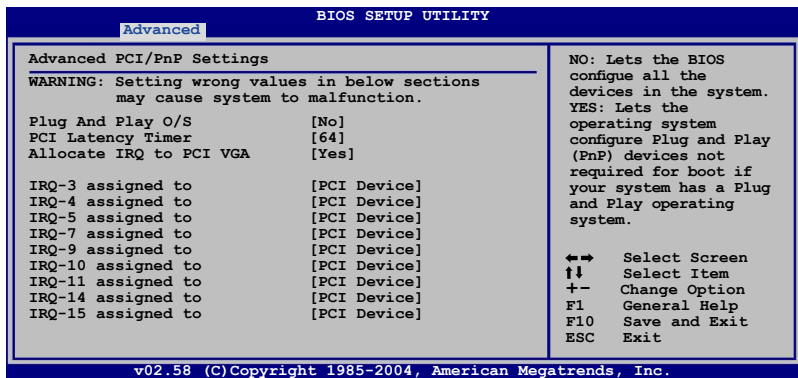 BIOS SETUP UTILITY
Advanced
Advanced PCI/PnP Settings
WARNING: Setting wrong values in below sections
may cause system to malfunction.
Plug And Play O/S [No]
PCI Latency Timer [64]
Allocate IRQ to PCI VGA [Yes]
IRQ-3 assigned to [PCI Device]
IRQ-4 assigned to [PCI Device]
IRQ-5 assigned to [PCI Device]
IRQ-7 assigned to [PCI Device]
IRQ-9 assigned to [PCI Device]
IRQ-10 assigned to [PCI Device]
IRQ-11 assigned to [PCI Device]
IRQ-14 assigned to [PCI Device]
IRQ-15 assigned to [PCI Device]
NO: Lets the BIOS
configue all the
devices in the system.
YES: Lets the
operating system
configure Plug and Play
(PnP) devices not
required for boot if
your system has a Plug
and Play operating
system.
←→ Select Screen
↑↓ Select Item
+- Change Option
F1 General Help
F10 Save and Exit
ESC Exit
v02.58 (C)Copyright 1985-2004, American Megatrends, Inc.